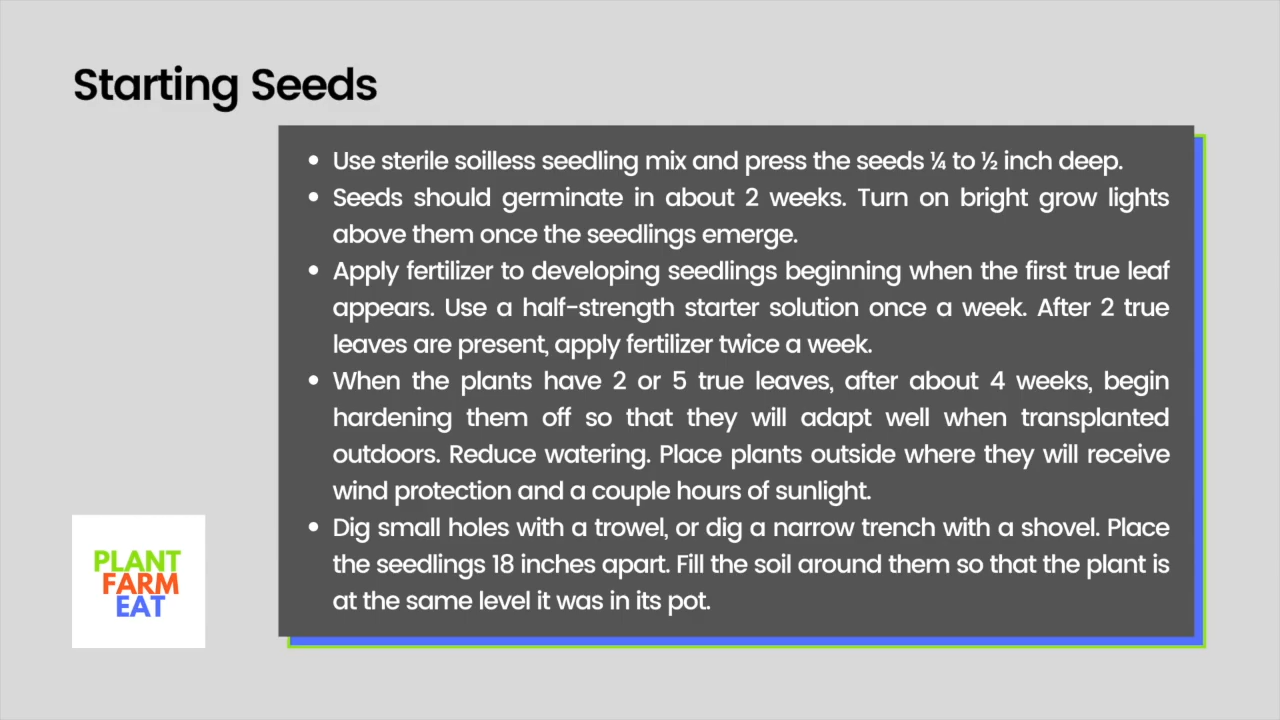 Starting Seeds
• Use sterile soilless seedling mix and press the seeds ¼ to ½ inch deep.
• Seeds should germinate in about 2 weeks. Turn on bright grow lights
above them once the seedlings emerge.
• Apply fertilizer to developing seedlings beginning when the first true leaf
appears. Use a half-strength starter solution once a week. After 2 true
leaves are present, apply fertilizer twice a week.
• When the plants have 2 or 5 true leaves, after about 4 weeks, begin
hardening them off so that they will adapt well when transplanted
outdoors. Reduce watering. Place plants outside where they will receive
wind protection and a couple hours of sunlight.
• Dig small holes with a trowel, or dig a narrow trench with a shovel. Place
the seedlings 18 inches apart. Fill the soil around them so that the plant is
at the same level it was in its pot.
PLANT
FARM
EAT